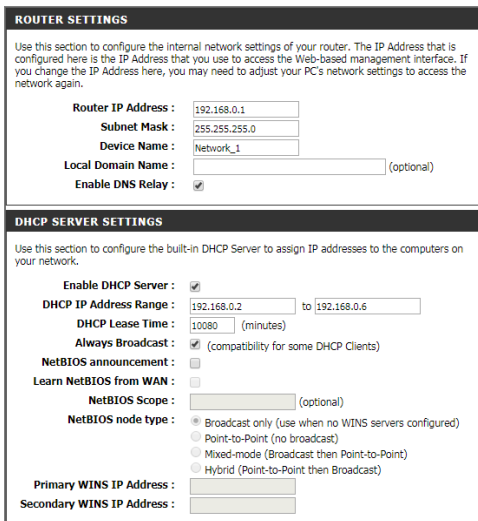 ROUTER SETTINGS
Use this section to configure the internal network settings of your router. The IP Address that is
configured here is the IP Address that you use to access the Web-based management interface. If
you change the IP Address here, you may need to adjust your PC's network settings to access the
network again.
Router IP Address : 192.168.0.1
Subnet Mask : 255.255.255.0
Device Name : Network_1
Local Domain Name : (optional)
Enable DNS Relay :
DHCP SERVER SETTINGS
Use this section to configure the built-in DHCP Server to assign IP addresses to the computers on
your network.
Enable DHCP Server :
DHCP IP Address Range : 192.168.0.2 to 192.168.0.6
DHCP Lease Time : 10080 (minutes)
Always Broadcast : (compatibility for some DHCP Clients)
NetBIOS announcement :
Learn NetBIOS from WAN :
NetBIOS Scope : (optional)
NetBIOS node type : Broadcast only (use when no WINS servers configured)
Point-to-Point (no broadcast)
Mixed-mode (Broadcast then Point-to-Point)
Hybrid (Point-to-Point then Broadcast)
Primary WINS IP Address :
Secondary WINS IP Address :